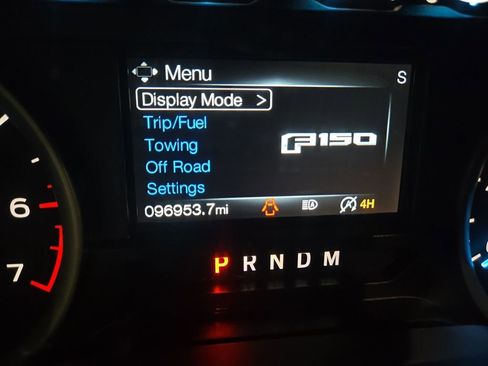 Menu
S
Display Mode >
Trip/Fuel
Towing
F150
Off Road
Settings
096953.7mi
A
4H
6
7
P R N D M